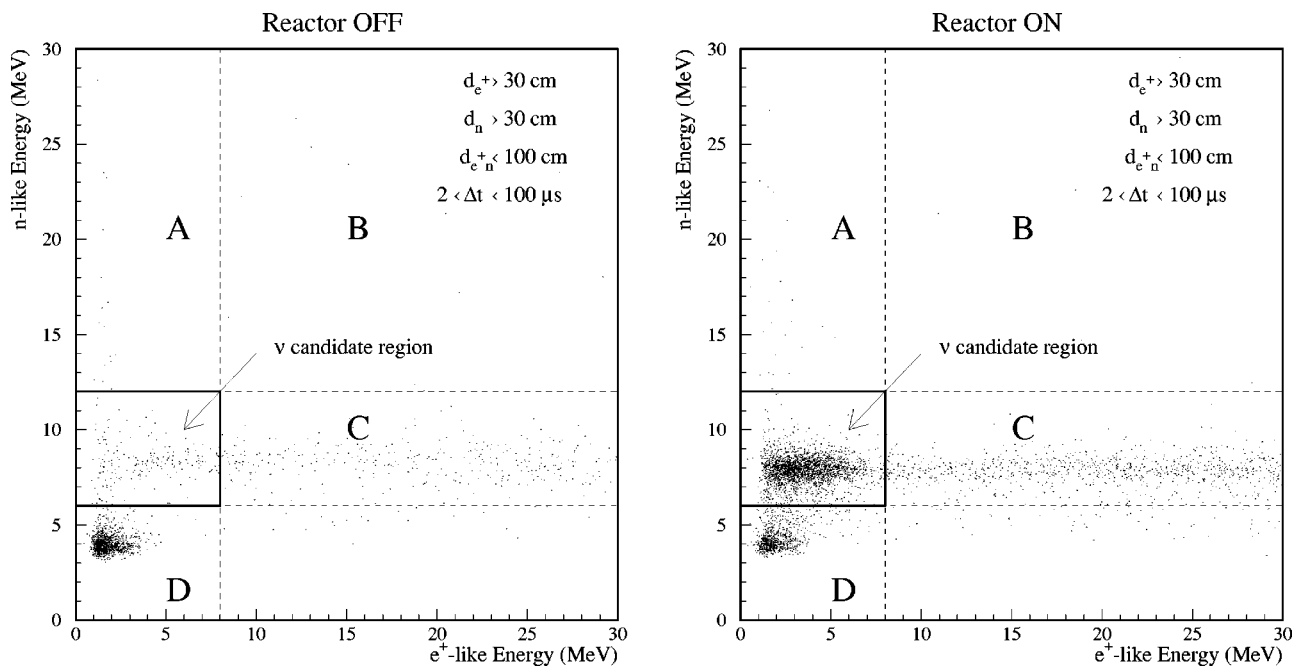 Reactor OFF
n-like Energy (MeV)
30
25
20
15
10
5
0
d_e+ > 30 cm
d_n > 30 cm
d_e+n < 100 cm
2 < Δt < 100 μs
A
B
ν candidate region
C
D
0 5 10 15 20 25 30
e+-like Energy (MeV)
Reactor ON
n-like Energy (MeV)
30
25
20
15
10
5
0
d_e+ > 30 cm
d_n > 30 cm
d_e+n < 100 cm
2 < Δt < 100 μs
A
B
ν candidate region
C
D
0 5 10 15 20 25 30
e+-like Energy (MeV)